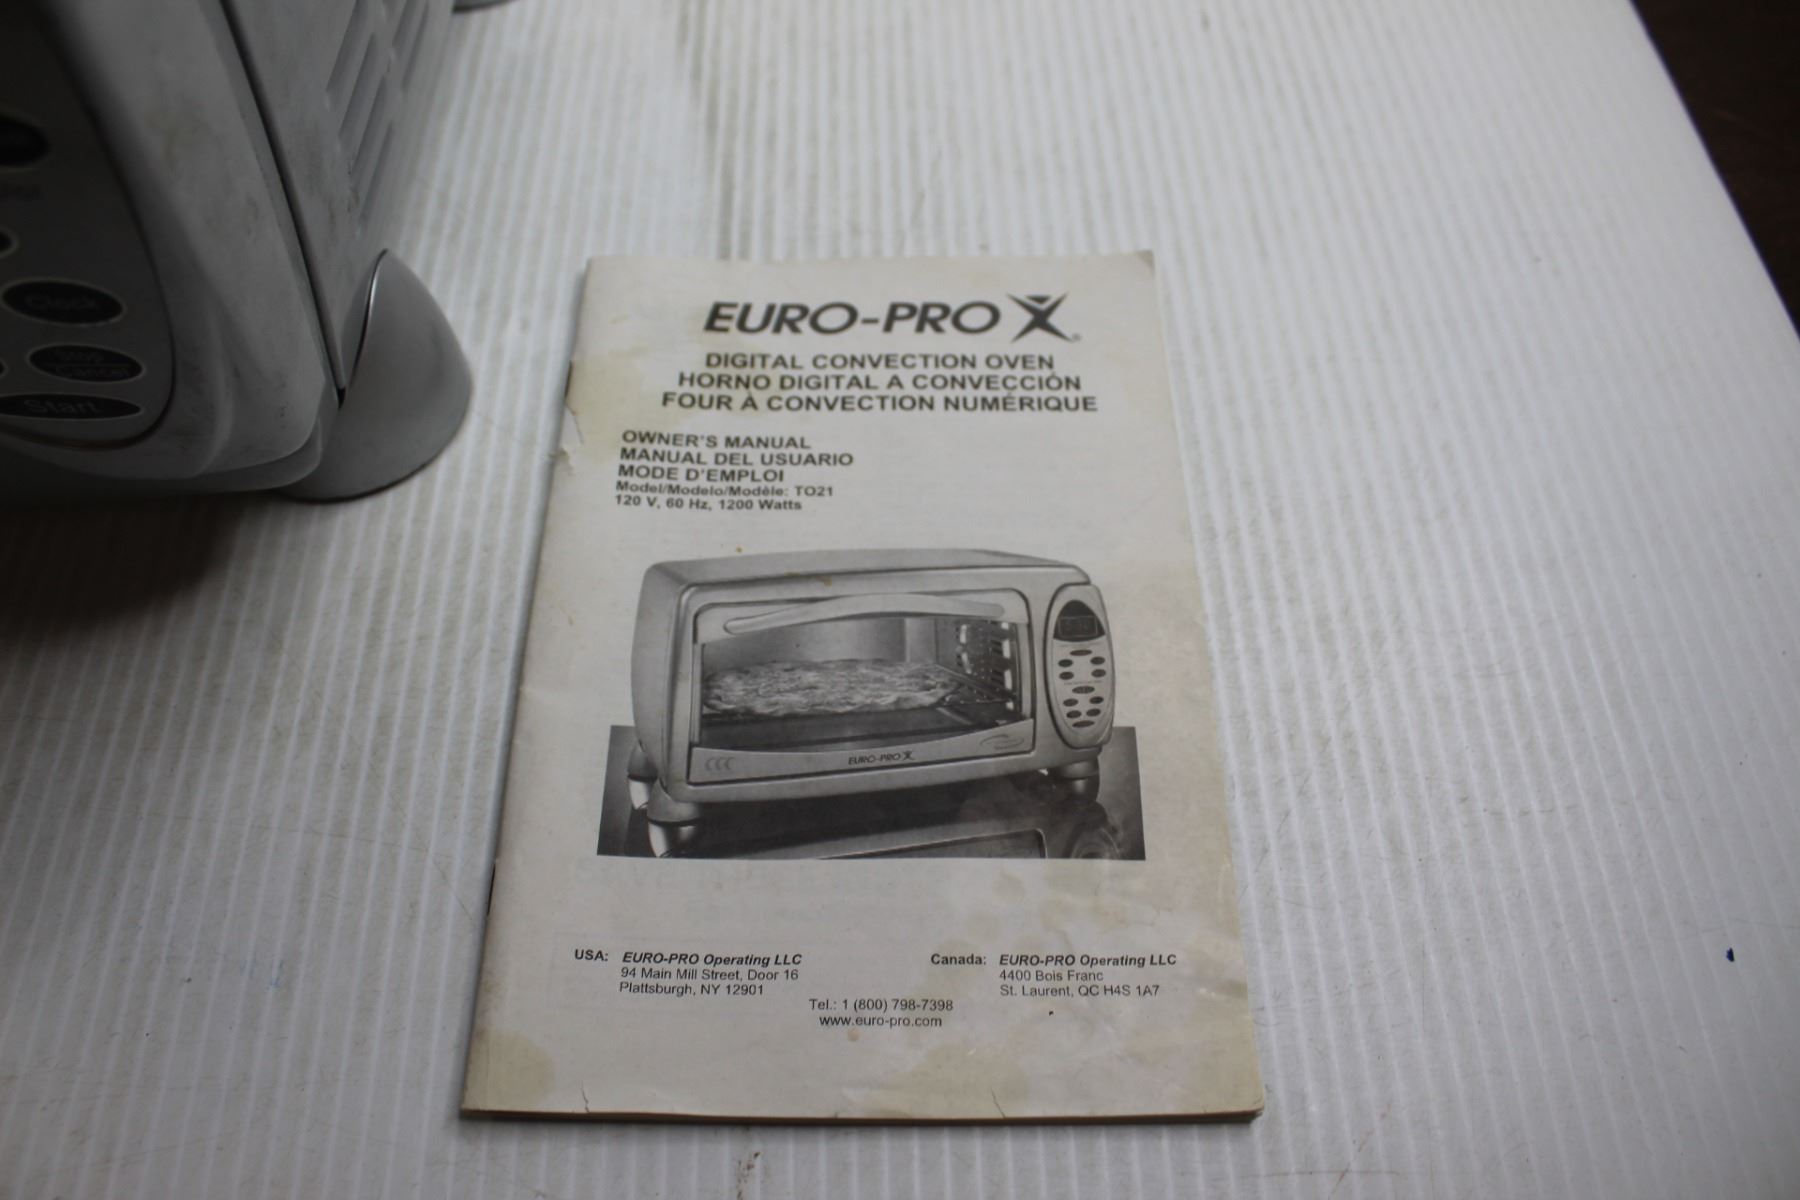 EURO-PRO X®
DIGITAL CONVECTION OVEN
HORNO DIGITAL A CONVECCIÓN
FOUR À CONVECTION NUMÉRIQUE
OWNER'S MANUAL
MANUAL DEL USUARIO
MODE D'EMPLOI
Model/Modelo/Modèle: TO21
120 V, 60 Hz, 1200 Watts
EURO-PRO X
USA: EURO-PRO Operating LLC
94 Main Mill Street, Door 16
Plattsburgh, NY 12901
Canada: EURO-PRO Operating LLC
4400 Bois Franc
St. Laurent, QC H4S 1A7
Tel.: 1 (800) 798-7398
www.euro-pro.com
Clock
Stop
Cancel
Start